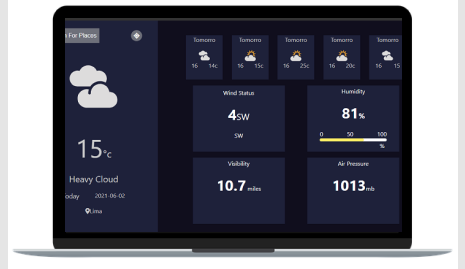 h For Places
15°c
Heavy Cloud
oday 2021-06-02
Lima
Tomorro Tomorro Tomorro Tomorro Tomorro
16 14c 16 15c 16 25c 16 20c 16 15
Wind Status
4SW
SW
Humidity
81%
0 50 100
%
Visibility
10.7 miles
Air Pressure
1013mb